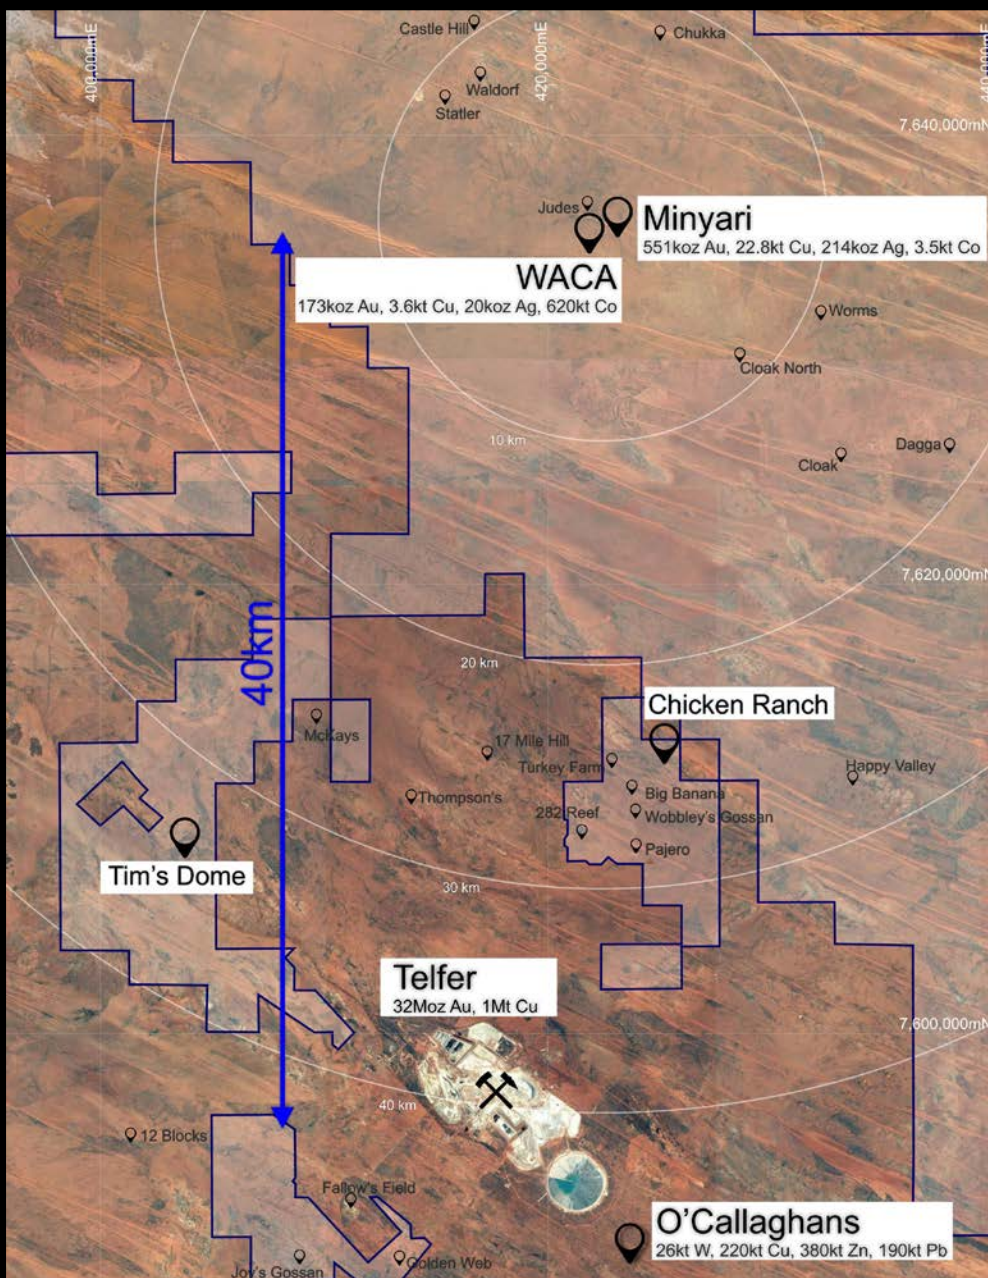 Castle Hill
Chukka
400,000mE
420,000mE
440,000mE
Waldorf
Statler
7,640,000mN
Judes
Minyari
551koz Au, 22.8kt Cu, 214koz Ag, 3.5kt Co
WACA
173koz Au, 3.6kt Cu, 20koz Ag, 620kt Co
Worms
Cloak North
10 km
Dagga
Cloak
7,620,000mN
40km
20 km
Chicken Ranch
McKays
17 Mile Hill
Turkey Farm
Happy Valley
Big Banana
Thompson's
282 Reef
Wobbley's Gossan
Pajero
Tim's Dome
30 km
Telfer
32Moz Au, 1Mt Cu
7,600,000mN
40 km
12 Blocks
Fallow's Field
O'Callaghans
26kt W, 220kt Cu, 380kt Zn, 190kt Pb
Joy's Gossan
Golden Web